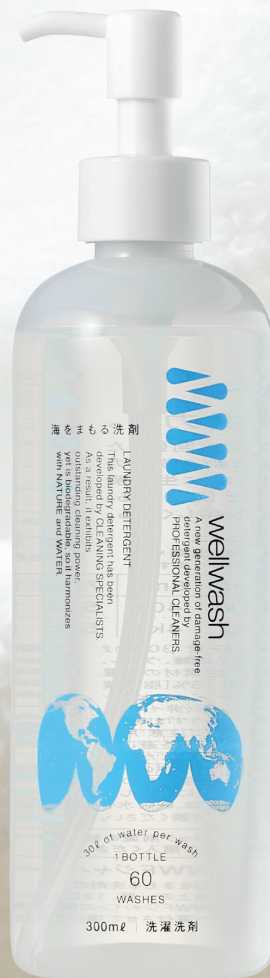 wellwash
A new generation of damage-free
detergent developed by
PROFESSIONAL CLEANERS
海をまもる洗剤
LAUNDRY DETERGENT
This laundry detergent has been
developed by CLEANING SPECIALISTS.
As a result, it exhibits
outstanding cleaning power,
yet is biodegradable, so it harmonizes
with NATURE and WATER.
30ℓ of water per wash
1 BOTTLE
60
WASHES
300mℓ | 洗濯洗剤